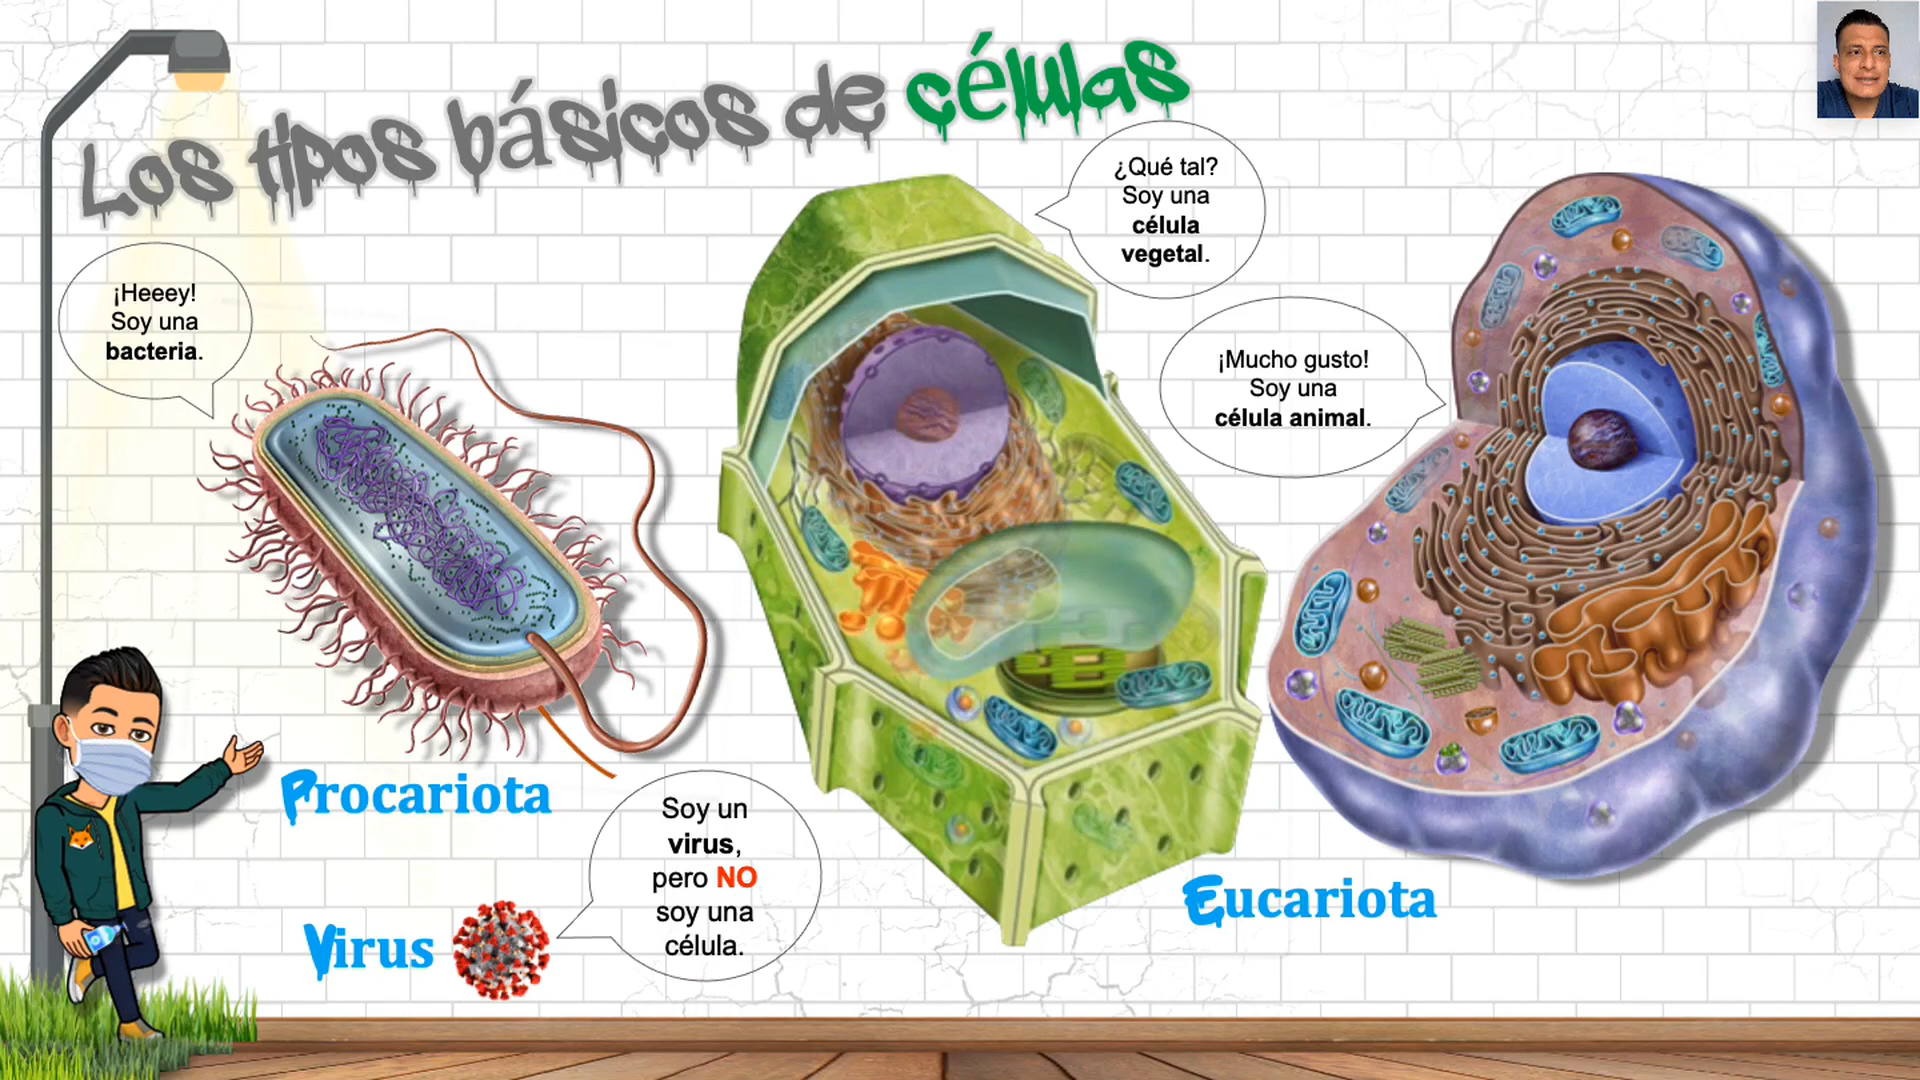 Los tipos básicos de células
¡Heeey!
Soy una
bacteria.
¿Qué tal?
Soy una
célula
vegetal.
¡Mucho gusto!
Soy una
célula animal.
Procariota
Soy un
virus,
pero NO
soy una
célula.
Virus
Eucariota